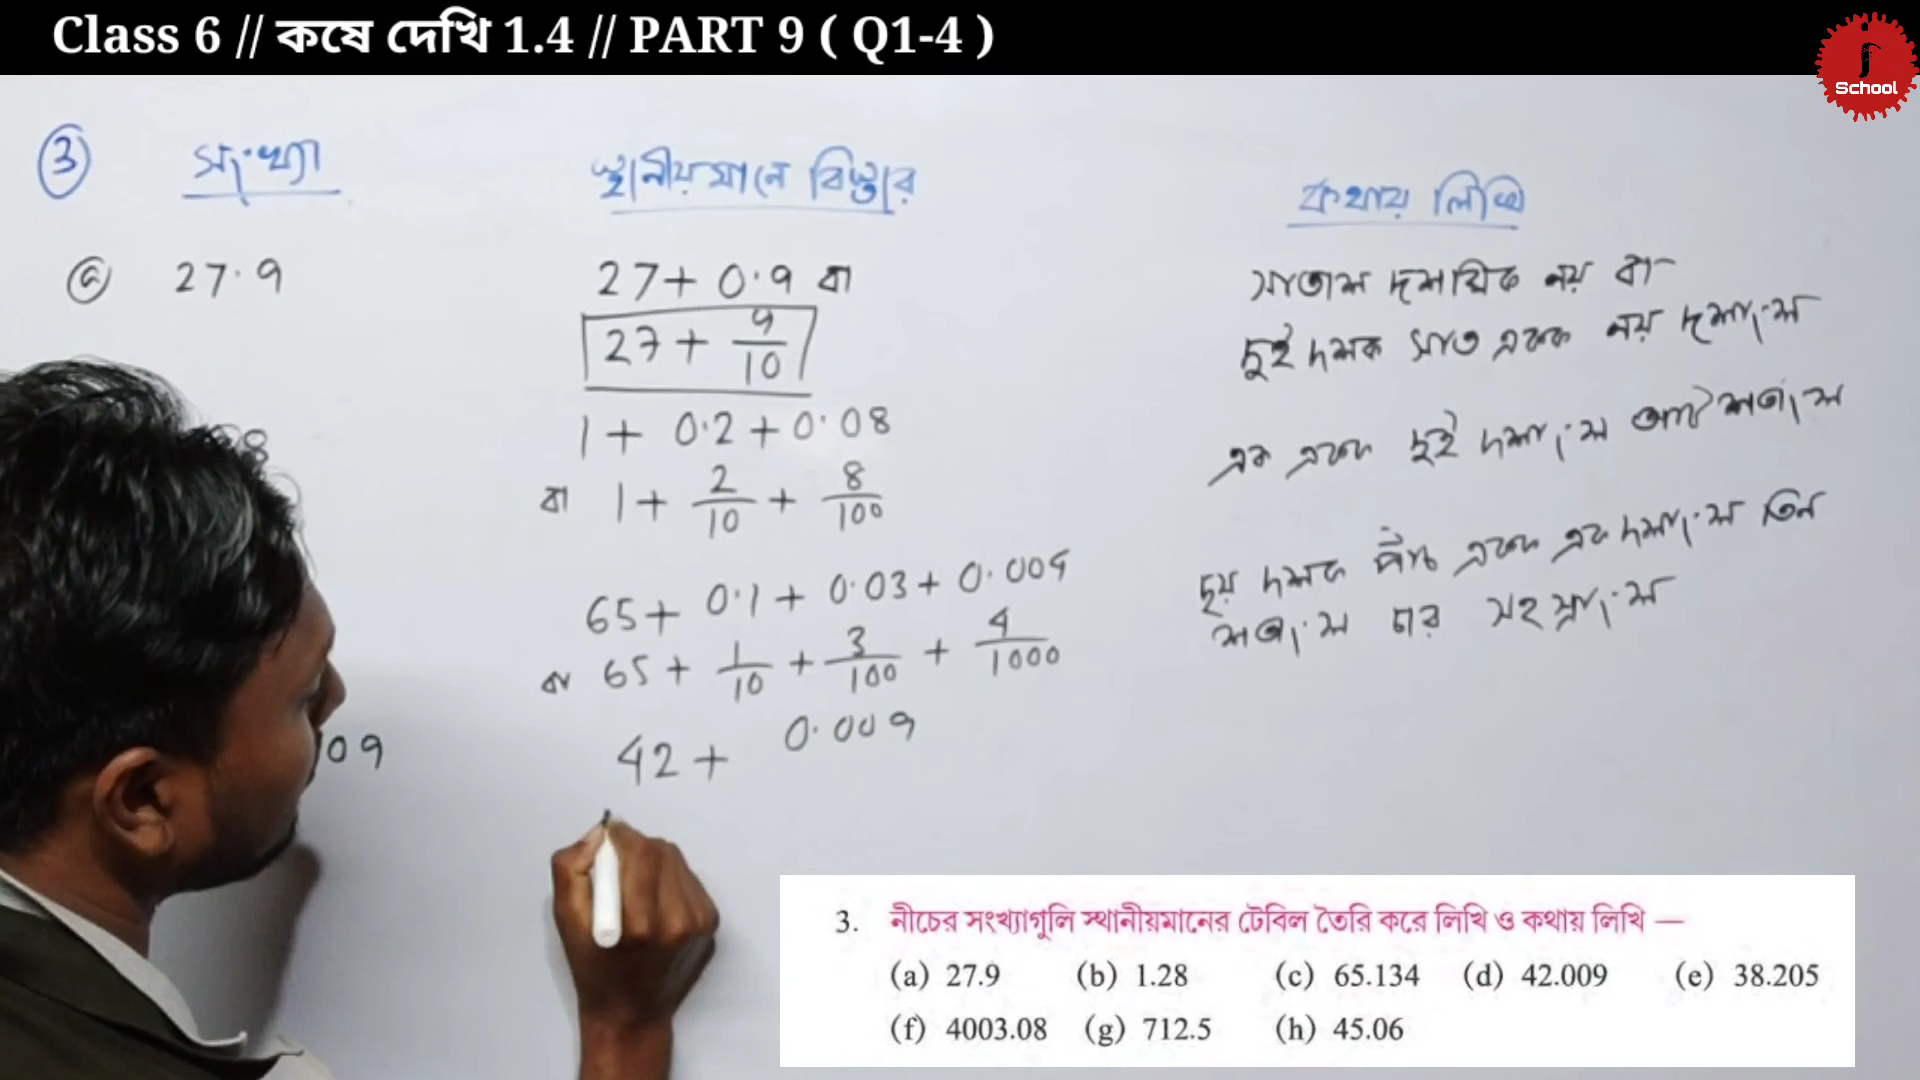 Class 6 // কষে দেখি 1.4 // PART 9 ( Q1-4 )
School
3 সংখ্যা স্থানীয়মানে বিস্তারে কথায় লিখি
a 27.9 27 + 0.9 বা সাতাশ দশমিক নয় বা
27 + 9/10 দুই দশক সাত একক নয় দশাংশ
8 1 + 0.2 + 0.08 এক একক দুই দশাংশ আট শতাংশ
বা 1 + 2/10 + 8/100
65 + 0.1 + 0.03 + 0.004 ছয় দশক পাঁচ একক এক দশাংশ তিন
বা 65 + 1/10 + 3/100 + 4/1000 শতাংশ চার সহস্রাংশ
09 42 + 0.009
3. নীচের সংখ্যাগুলি স্থানীয়মানের টেবিল তৈরি করে লিখি ও কথায় লিখি —
(a) 27.9 (b) 1.28 (c) 65.134 (d) 42.009 (e) 38.205
(f) 4003.08 (g) 712.5 (h) 45.06